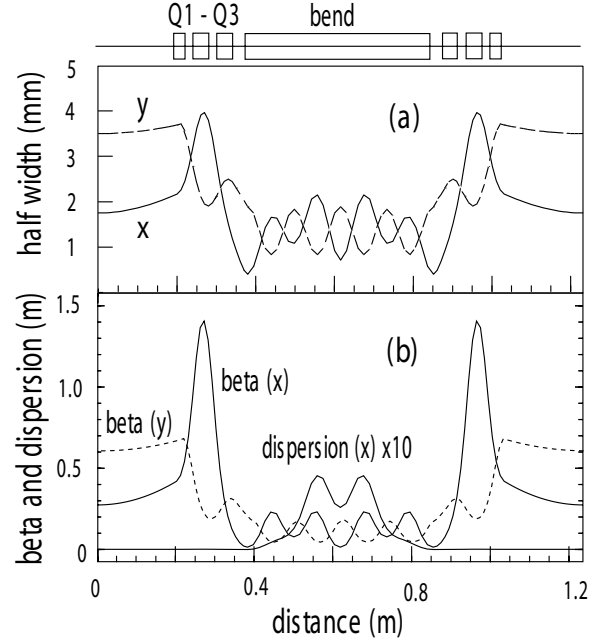 Q1 - Q3 bend
5
4
3
2
1
half width (mm)
y
x
(a)
1.5
1.0
0.5
0
beta and dispersion (m)
(b)
beta (x)
beta (y)
dispersion (x) x10
0 0.4 0.8 1.2
distance (m)